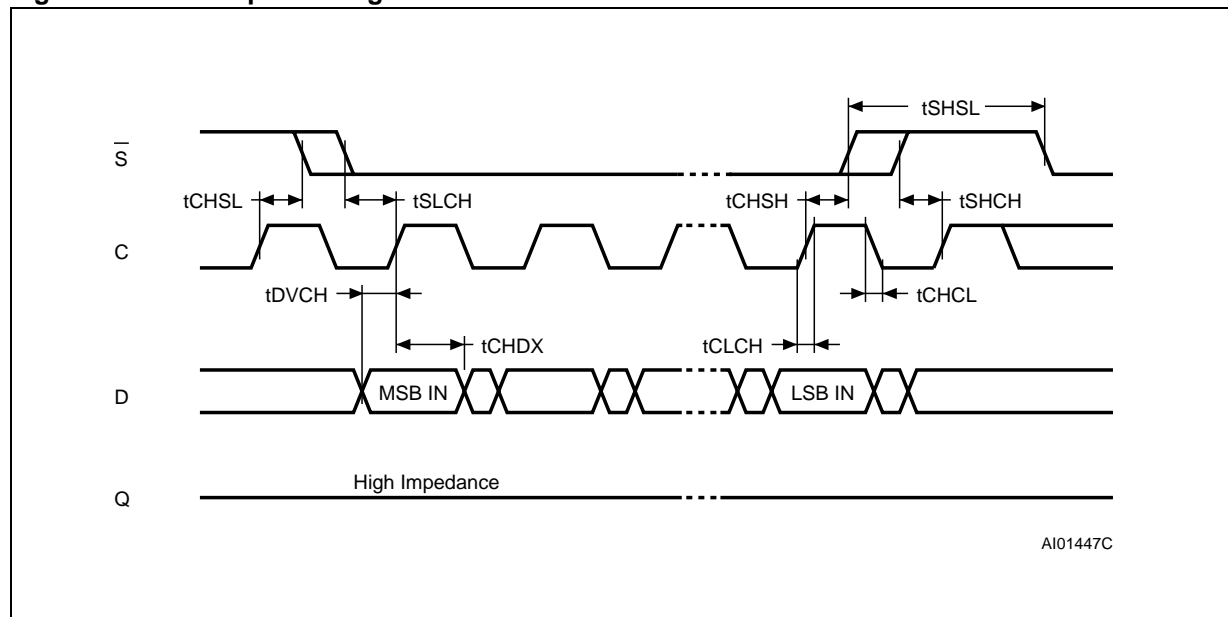 tSHSL
S
tCHSL
tSLCH
tCHSH
tSHCH
C
tDVCH
tCHCL
tCHDX
tCLCH
D
MSB IN
LSB IN
High Impedance
Q
AI01447C